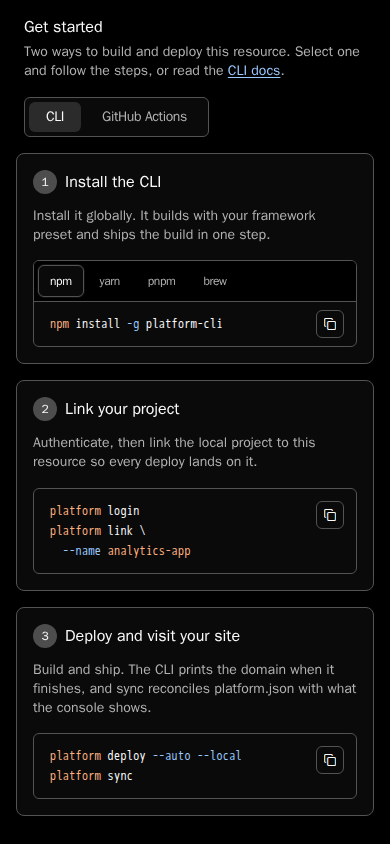 Get started
Two ways to build and deploy this resource. Select one
and follow the steps, or read the CLI docs.
CLI GitHub Actions
1 Install the CLI
Install it globally. It builds with your framework
preset and ships the build in one step.
npm yarn pnpm brew
npm install -g platform-cli
2 Link your project
Authenticate, then link the local project to this
resource so every deploy lands on it.
platform login
platform link \
--name analytics-app
3 Deploy and visit your site
Build and ship. The CLI prints the domain when it
finishes, and sync reconciles platform.json with what
the console shows.
platform deploy --auto --local
platform sync